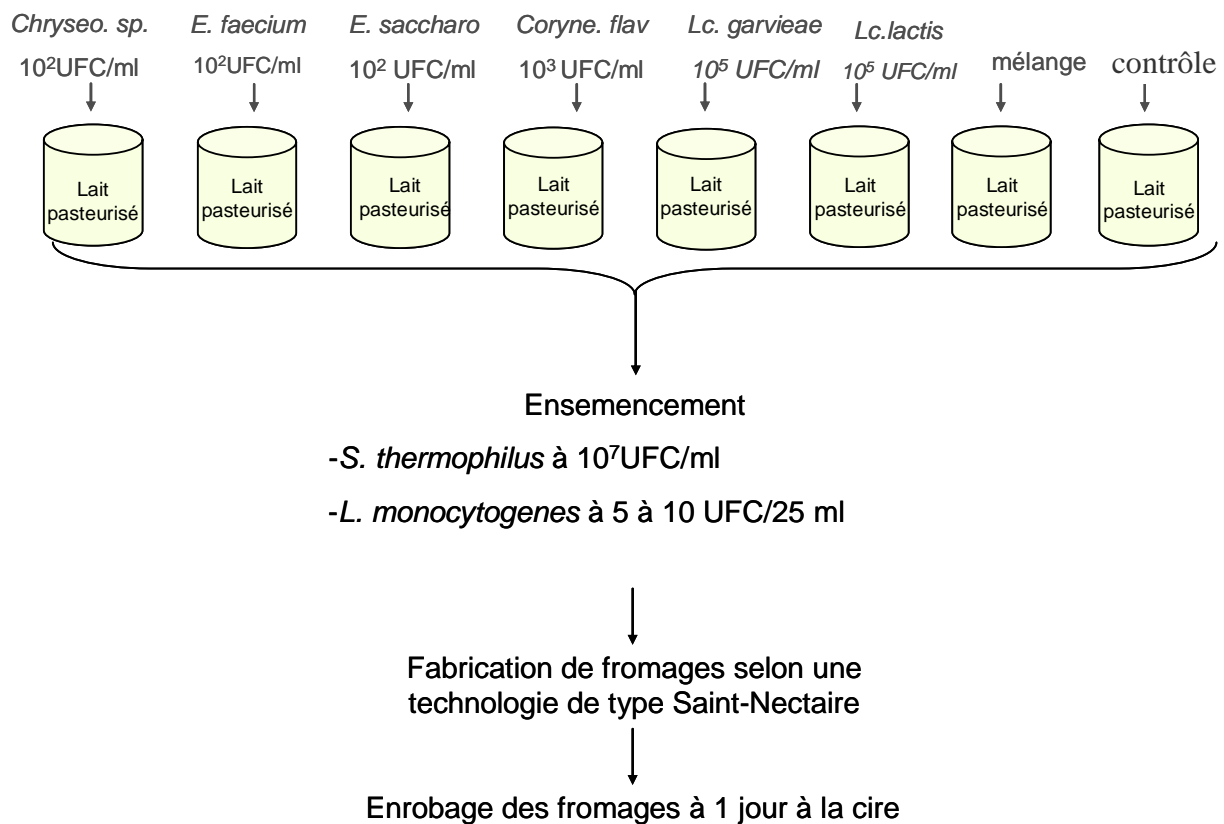 Chryseo. sp. E. faecium E. saccharo Coryne. flav Lc. garvieae Lc.lactis
10²UFC/ml 10²UFC/ml 10² UFC/ml 10³ UFC/ml 10⁵ UFC/ml 10⁵ UFC/ml mélange contrôle
Lait Lait Lait Lait Lait Lait Lait Lait
pasteurisé pasteurisé pasteurisé pasteurisé pasteurisé pasteurisé pasteurisé pasteurisé
Ensemencement
-S. thermophilus à 10⁷UFC/ml
-L. monocytogenes à 5 à 10 UFC/25 ml
Fabrication de fromages selon une
technologie de type Saint-Nectaire
Enrobage des fromages à 1 jour à la cire